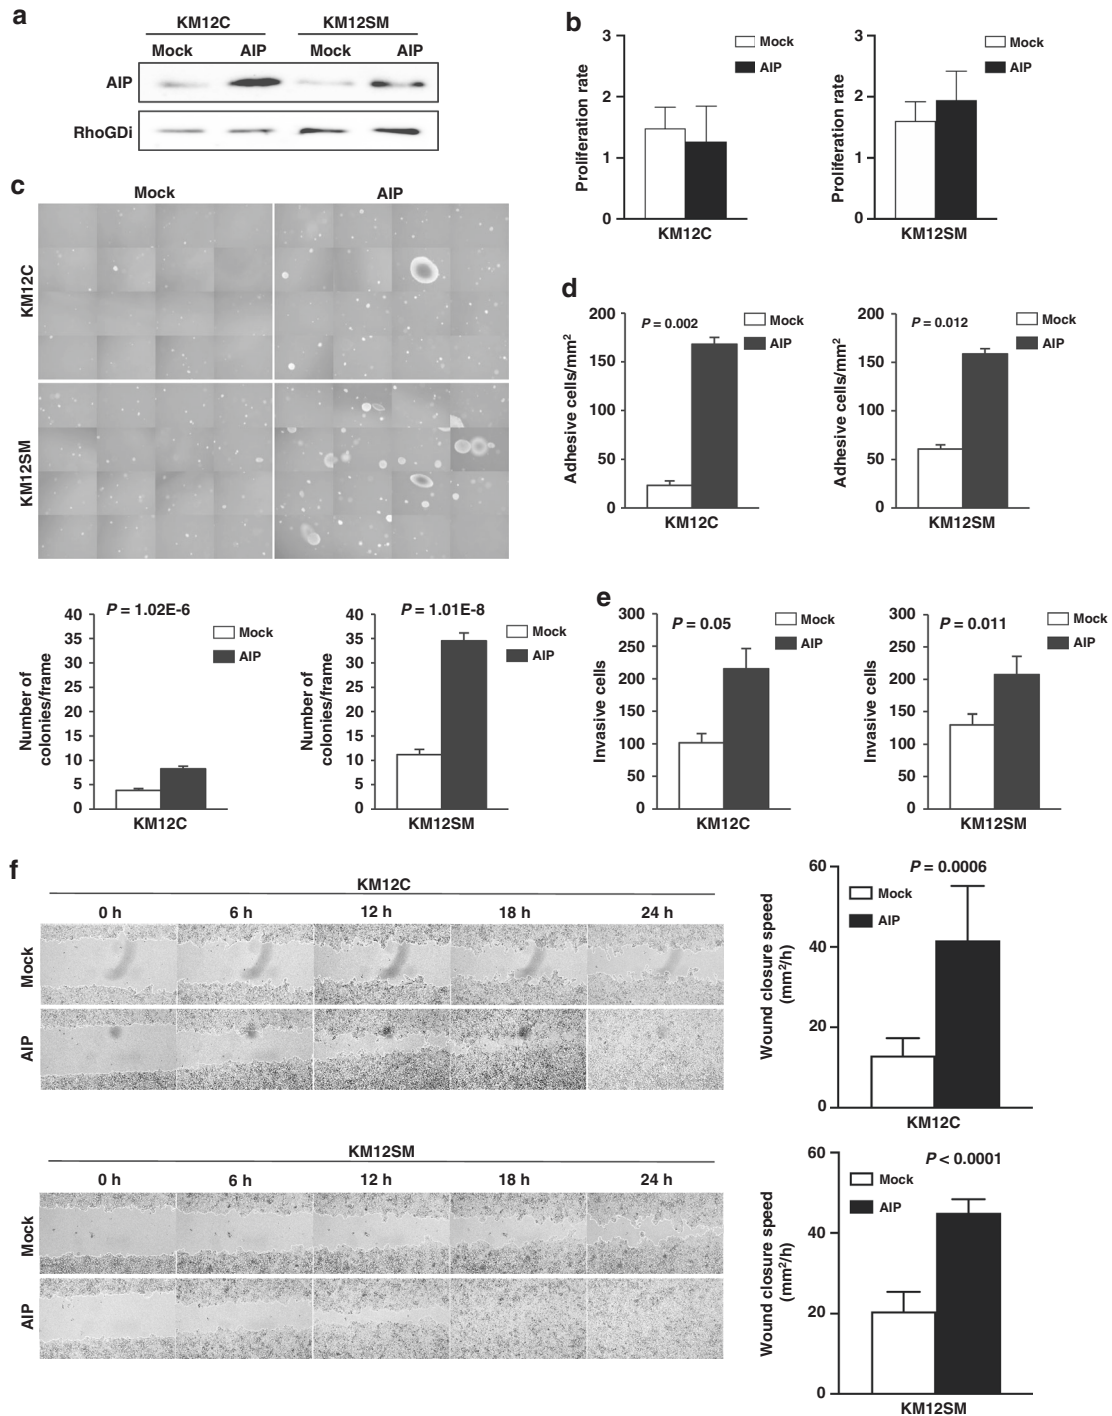 a
KM12C KM12SM
Mock AIP Mock AIP
AIP
RhoGDi
b
Proliferation rate
3
2
1
0
Mock
AIP
KM12C
Proliferation rate
3
2
1
0
Mock
AIP
KM12SM
c
Mock AIP
KM12C
KM12SM
Number of
colonies/frame
40
35
30
25
20
15
10
5
0
P = 1.02E-6
Mock
AIP
KM12C
Number of
colonies/frame
40
35
30
25
20
15
10
5
0
P = 1.01E-8
Mock
AIP
KM12SM
d
Adhesive cells/mm²
200
150
100
50
0
P = 0.002
Mock
AIP
KM12C
Adhesive cells/mm²
200
150
100
50
0
P = 0.012
Mock
AIP
KM12SM
e
Invasive cells
300
250
200
150
100
50
0
P = 0.05
Mock
AIP
KM12C
Invasive cells
300
250
200
150
100
50
0
P = 0.011
Mock
AIP
KM12SM
f
KM12C
0 h 6 h 12 h 18 h 24 h
Mock
AIP
Wound closure speed
(mm²/h)
60
40
20
0
P = 0.0006
Mock
AIP
KM12C
KM12SM
0 h 6 h 12 h 18 h 24 h
Mock
AIP
Wound closure speed
(mm²/h)
60
40
20
0
P < 0.0001
Mock
AIP
KM12SM